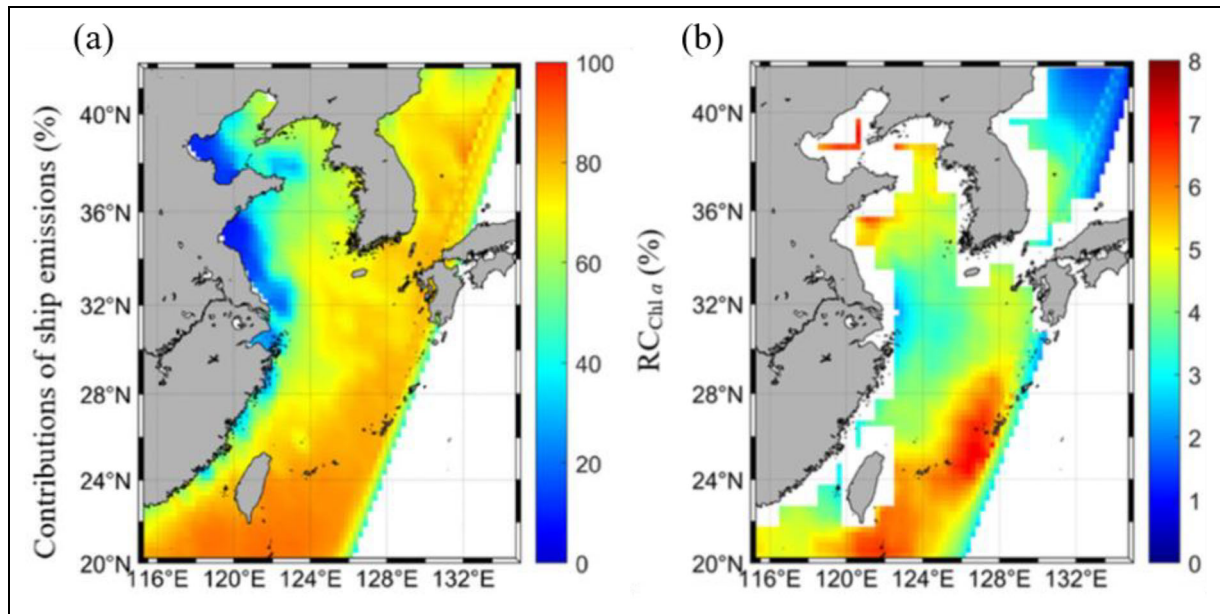 (a)
Contributions of ship emissions (%)
40°N
36°N
32°N
28°N
24°N
20°N
116°E 120°E 124°E 128°E 132°E
100
80
60
40
20
0
(b)
RC_Chl a (%)
40°N
36°N
32°N
28°N
24°N
20°N
116°E 120°E 124°E 128°E 132°E
8
7
6
5
4
3
2
1
0